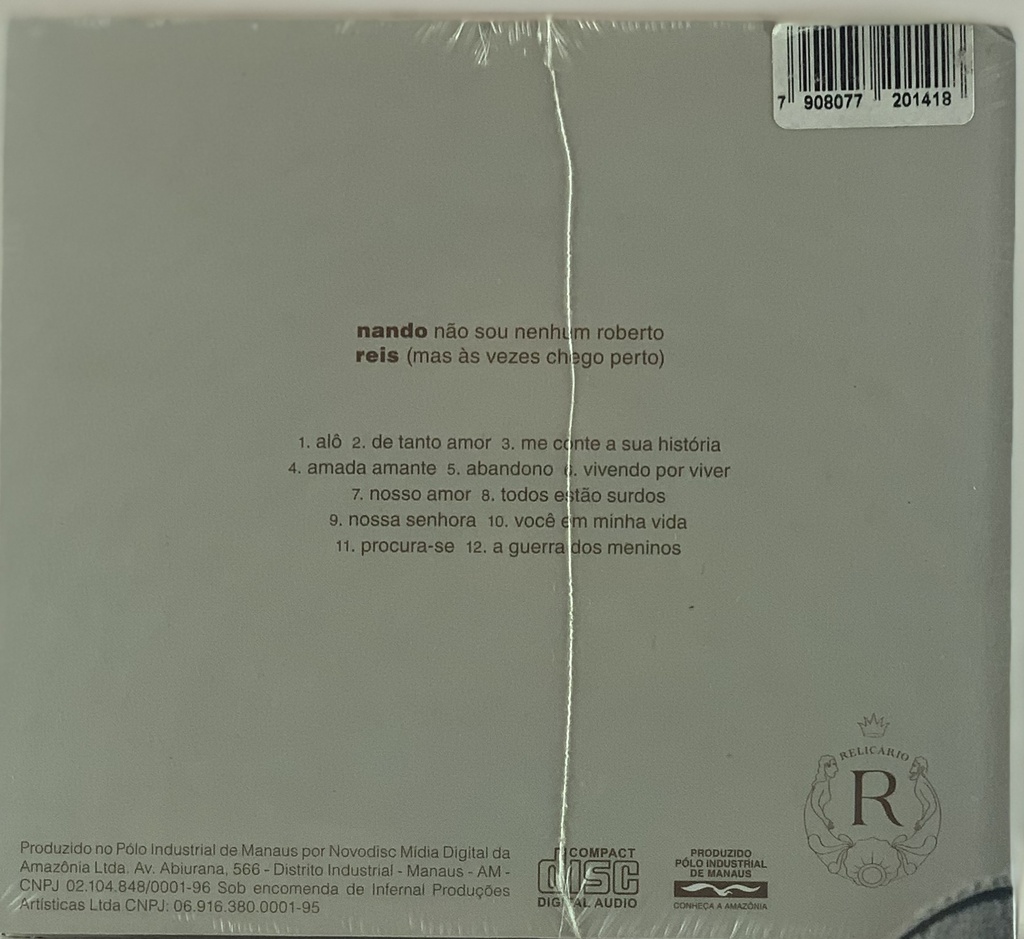 7 908077 201418
nando não sou nenhum roberto
reis (mas às vezes chego perto)
1. alô 2. de tanto amor 3. me conte a sua história
4. amada amante 5. abandono 6. vivendo por viver
7. nosso amor 8. todos estão surdos
9. nossa senhora 10. você em minha vida
11. procura-se 12. a guerra dos meninos
RELICÁRIO
R
Produzido no Pólo Industrial de Manaus por Novodisc Mídia Digital da
Amazônia Ltda. Av. Abiurana, 566 - Distrito Industrial - Manaus - AM -
CNPJ 02.104.848/0001-96 Sob encomenda de Infernal Produções
Artísticas Ltda CNPJ: 06.916.380.0001-95
COMPACT
disc
DIGITAL AUDIO
PRODUZIDO
PÓLO INDUSTRIAL
DE MANAUS
CONHEÇA A AMAZÔNIA